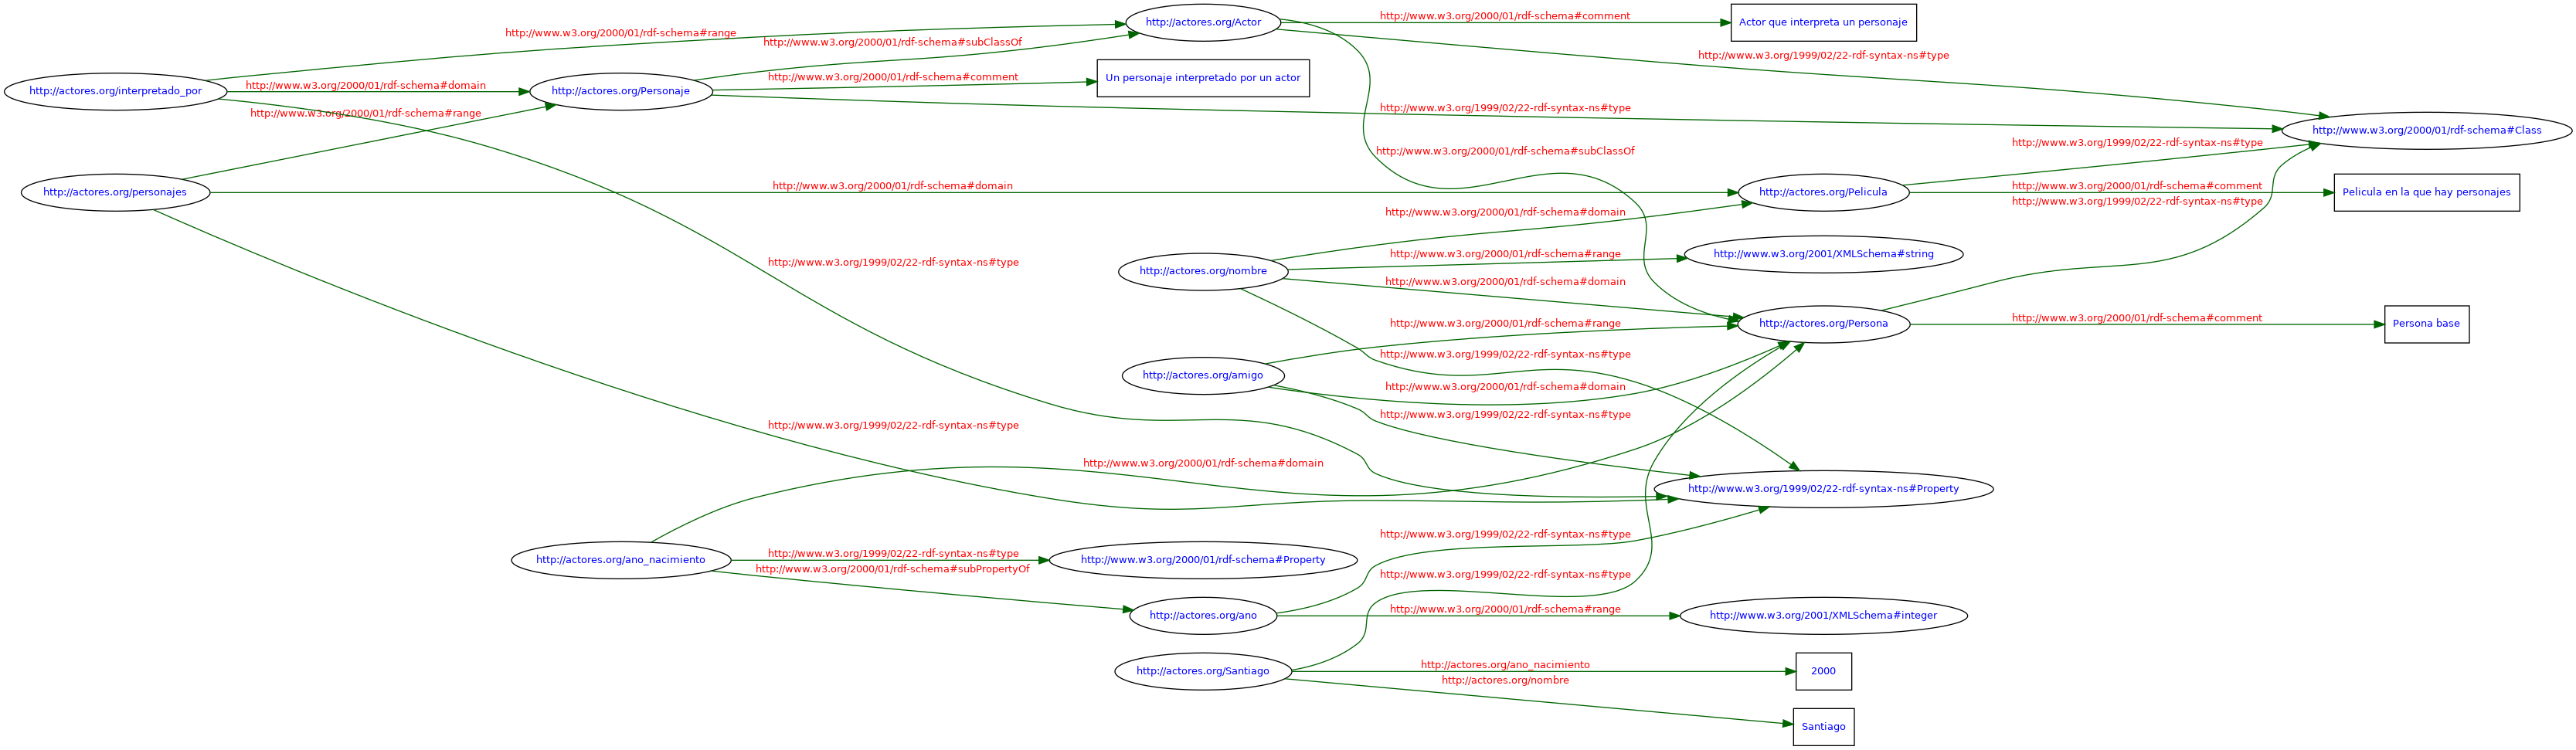 http://actores.org/Actor
http://www.w3.org/2000/01/rdf-schema#comment
Actor que interpreta un personaje
http://www.w3.org/2000/01/rdf-schema#range
http://www.w3.org/2000/01/rdf-schema#subClassOf
http://www.w3.org/1999/02/22-rdf-syntax-ns#type
http://www.w3.org/2000/01/rdf-schema#comment
Un personaje interpretado por un actor
http://actores.org/interpretado_por
http://www.w3.org/2000/01/rdf-schema#domain
http://actores.org/Personaje
http://www.w3.org/1999/02/22-rdf-syntax-ns#type
http://www.w3.org/2000/01/rdf-schema#range
http://www.w3.org/2000/01/rdf-schema#Class
http://www.w3.org/1999/02/22-rdf-syntax-ns#type
http://www.w3.org/2000/01/rdf-schema#subClassOf
http://actores.org/personajes
http://www.w3.org/2000/01/rdf-schema#domain
http://actores.org/Pelicula
http://www.w3.org/2000/01/rdf-schema#comment
Pelicula en la que hay personajes
http://www.w3.org/1999/02/22-rdf-syntax-ns#type
http://www.w3.org/2000/01/rdf-schema#domain
http://www.w3.org/2000/01/rdf-schema#range
http://www.w3.org/2001/XMLSchema#string
http://www.w3.org/1999/02/22-rdf-syntax-ns#type
http://actores.org/nombre
http://www.w3.org/2000/01/rdf-schema#domain
http://www.w3.org/2000/01/rdf-schema#range
http://actores.org/Persona
http://www.w3.org/2000/01/rdf-schema#comment
Persona base
http://www.w3.org/1999/02/22-rdf-syntax-ns#type
http://actores.org/amigo
http://www.w3.org/2000/01/rdf-schema#domain
http://www.w3.org/1999/02/22-rdf-syntax-ns#type
http://www.w3.org/1999/02/22-rdf-syntax-ns#type
http://www.w3.org/2000/01/rdf-schema#domain
http://www.w3.org/1999/02/22-rdf-syntax-ns#Property
http://www.w3.org/1999/02/22-rdf-syntax-ns#type
http://actores.org/ano_nacimiento
http://www.w3.org/1999/02/22-rdf-syntax-ns#type
http://www.w3.org/2000/01/rdf-schema#Property
http://www.w3.org/2000/01/rdf-schema#subPropertyOf
http://www.w3.org/1999/02/22-rdf-syntax-ns#type
http://actores.org/ano
http://www.w3.org/2000/01/rdf-schema#range
http://www.w3.org/2001/XMLSchema#integer
http://actores.org/Santiago
http://actores.org/ano_nacimiento
2000
http://actores.org/nombre
Santiago